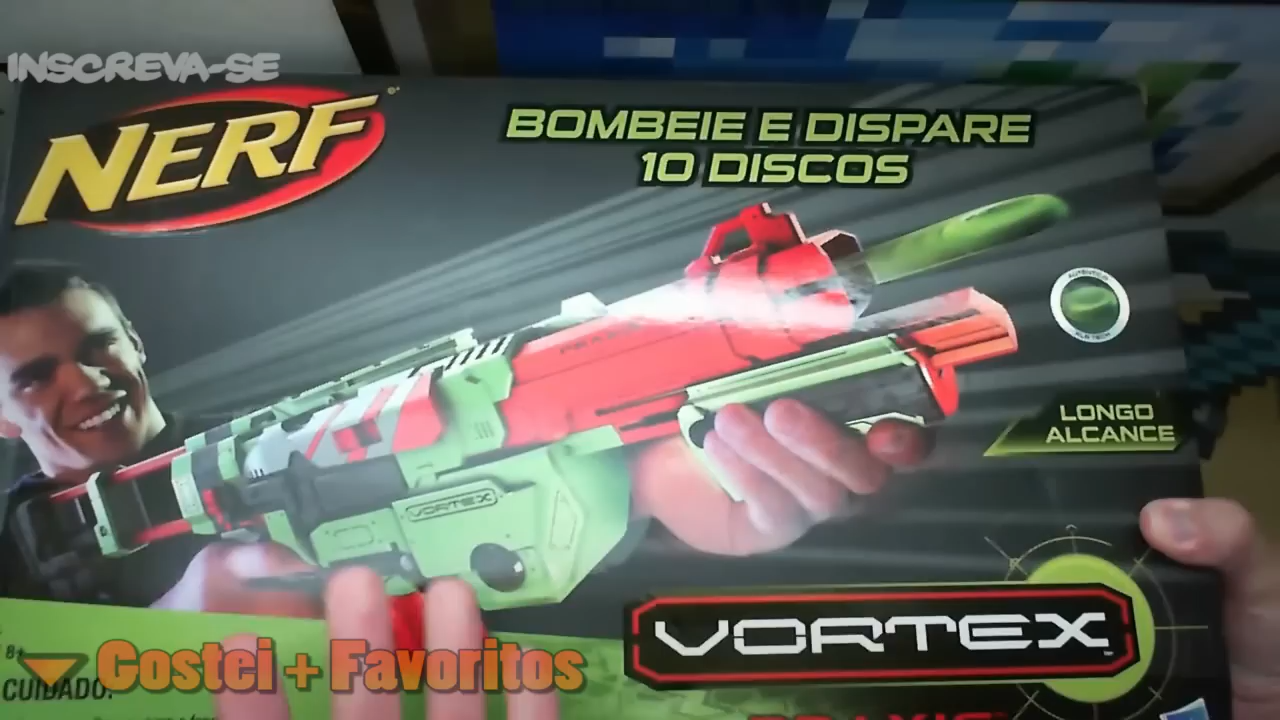 INSCREVA-SE
NERF
BOMBEIE E DISPARE
10 DISCOS
LONGO
ALCANCE
VORTEX
VORTEX
8+
CUIDADO:
Gostei + Favoritos